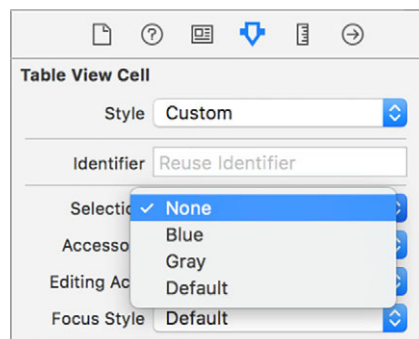 Table View Cell
Style Custom
Identifier Reuse Identifier
Selectio ✓ None
Blue
Accesso
Gray
Editing Ac
Default
Focus Style Default